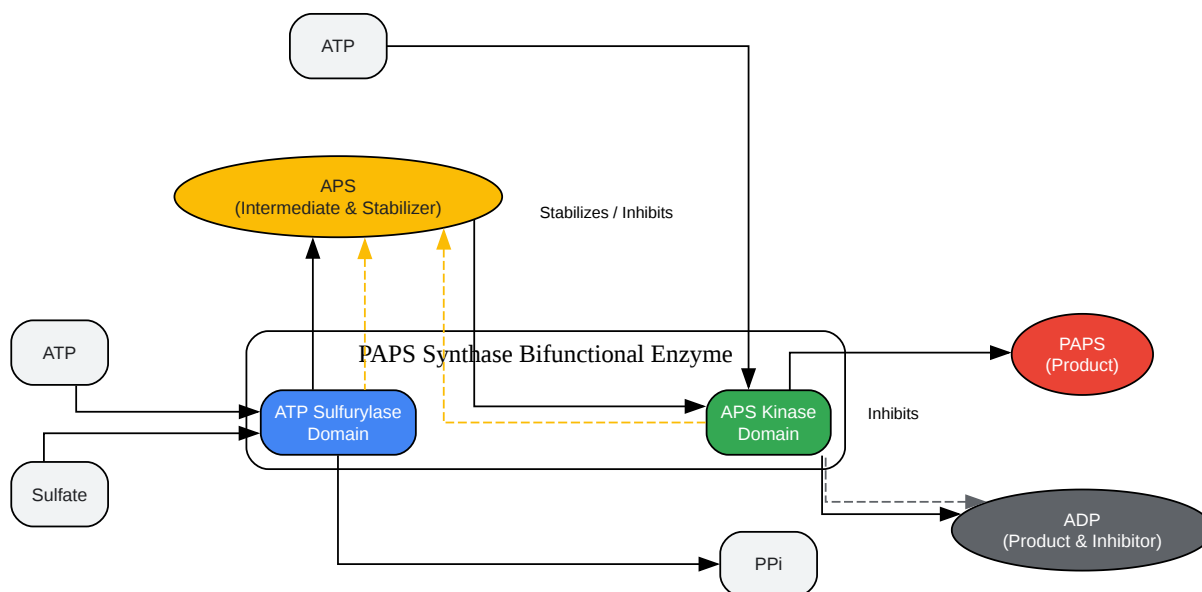 ATP
APS
(Intermediate & Stabilizer)
Stabilizes / Inhibits
ATP
PAPS Synthase Bifunctional Enzyme
PAPS
(Product)
ATP Sulfurylase
Domain
APS Kinase
Domain
Inhibits
Sulfate
ADP
(Product & Inhibitor)
PPi